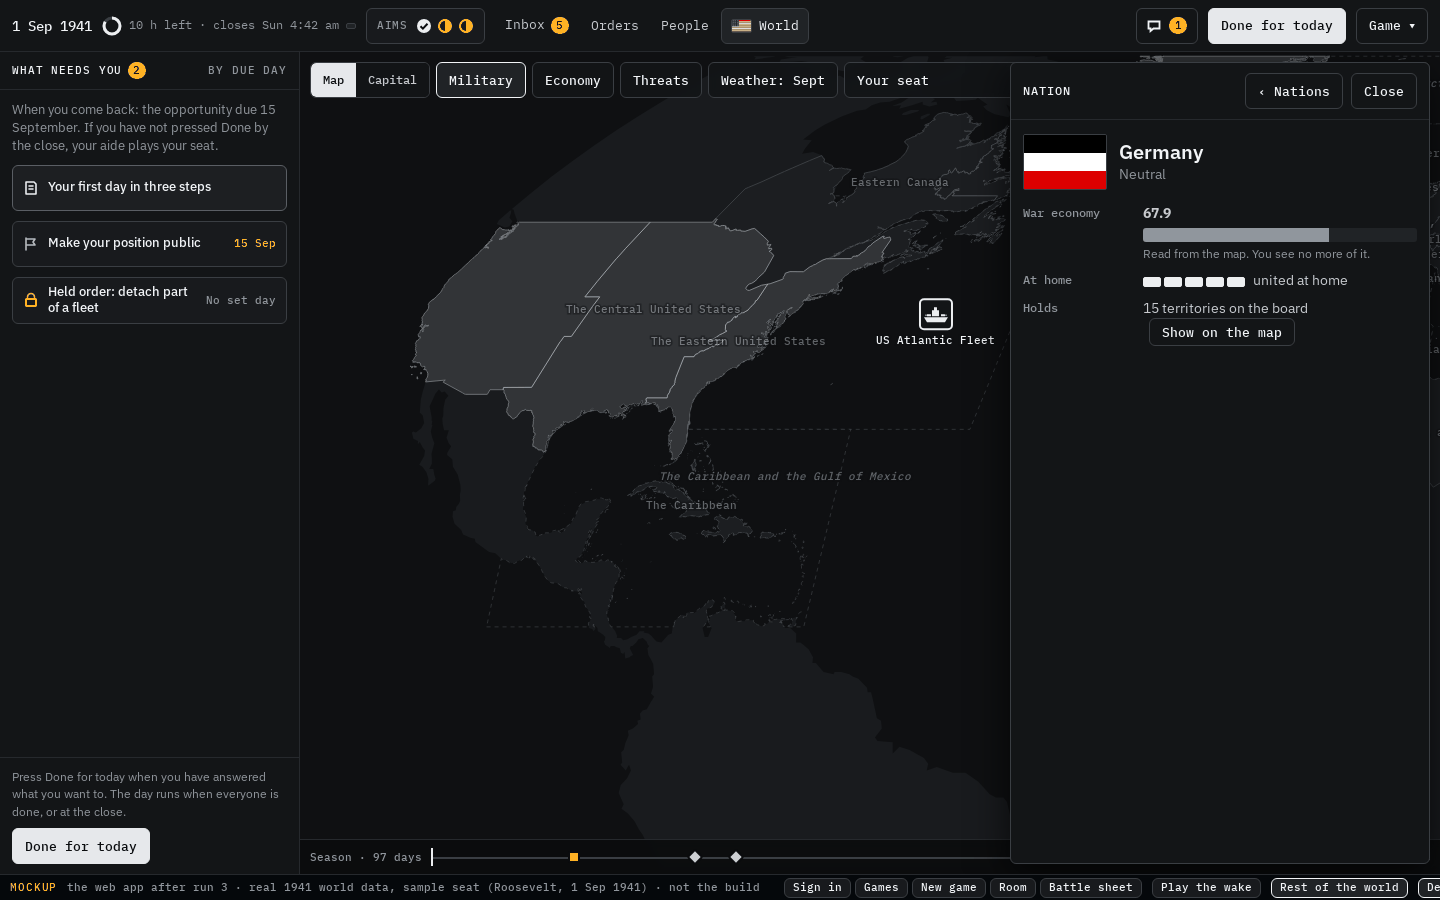 1 Sep 1941 10 h left · closes Sun 4:42 am AIMS Inbox 5 Orders People World 1 Done for today Game ▾
WHAT NEEDS YOU 2 BY DUE DAY
When you come back: the opportunity due 15
September. If you have not pressed Done by
the close, your aide plays your seat.
Your first day in three steps
Make your position public 15 Sep
Held order: detach part
of a fleet
No set day
Press Done for today when you have answered
what you want to. The day runs when everyone is
done, or at the close.
Done for today
Map Capital Military Economy Threats Weather: Sept Your seat
Eastern Canada
The Central United States
The Eastern United States
US Atlantic Fleet
The Caribbean and the Gulf of Mexico
The Caribbean
Season · 97 days
NATION ‹ Nations Close
Germany
Neutral
War economy 67.9
Read from the map. You see no more of it.
At home united at home
Holds 15 territories on the board
Show on the map
MOCKUP the web app after run 3 · real 1941 world data, sample seat (Roosevelt, 1 Sep 1941) · not the build Sign in Games New game Room Battle sheet Play the wake Rest of the world De